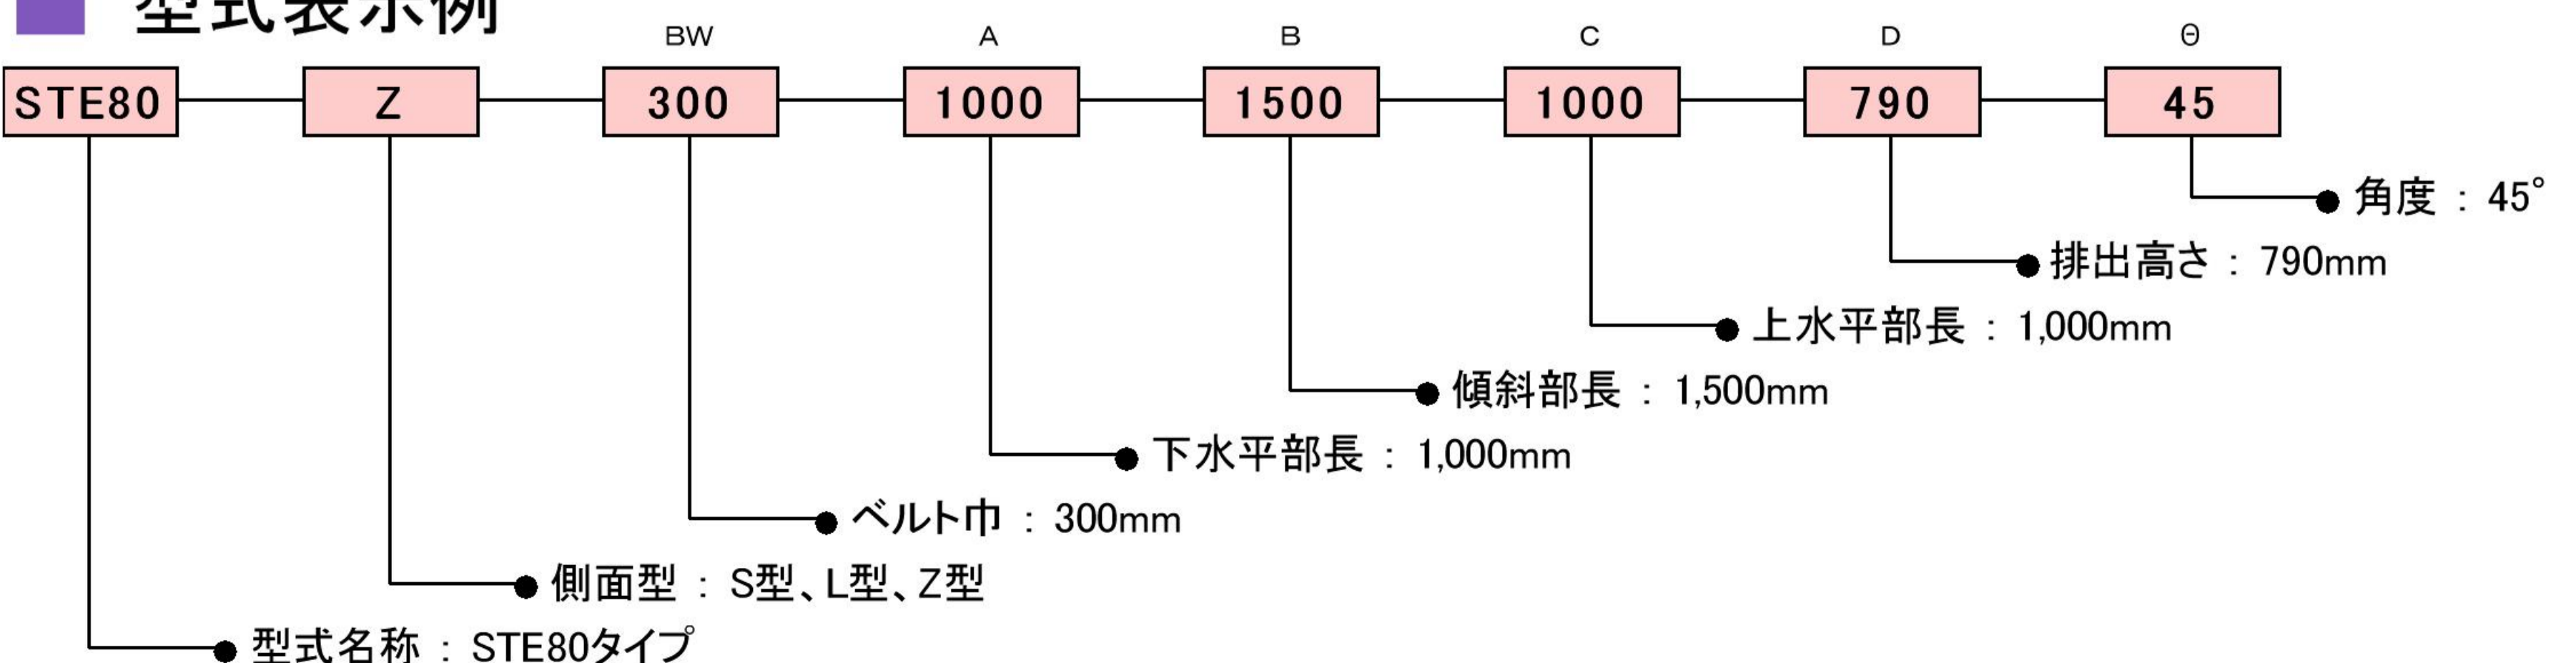 型式表示例
BW A B C D Θ
STE80 Z 300 1000 1500 1000 790 45
角度 : 45°
排出高さ : 790mm
上水平部長 : 1,000mm
傾斜部長 : 1,500mm
下水平部長 : 1,000mm
ベルト巾 : 300mm
側面型 : S型、L型、Z型
型式名称 : STE80タイプ